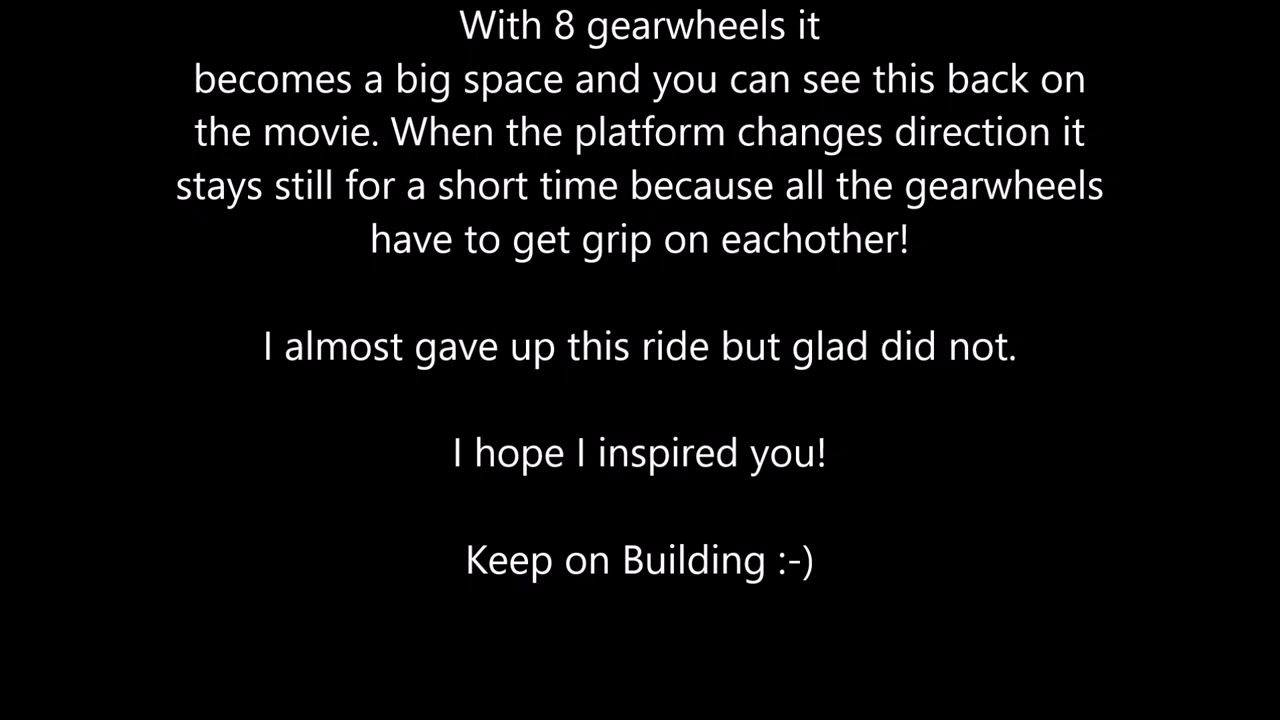 With 8 gearwheels it
becomes a big space and you can see this back on
the movie. When the platform changes direction it
stays still for a short time because all the gearwheels
have to get grip on eachother!
I almost gave up this ride but glad did not.
I hope I inspired you!
Keep on Building :-)